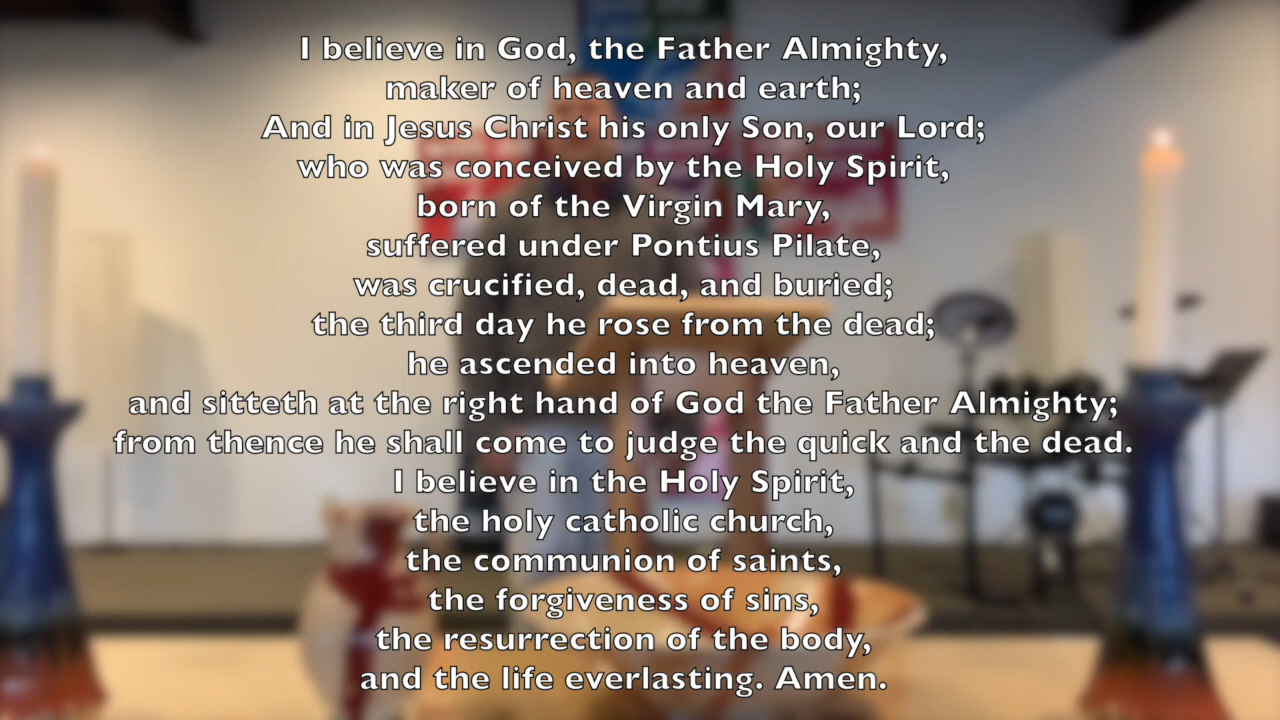 I believe in God, the Father Almighty,
maker of heaven and earth;
And in Jesus Christ his only Son, our Lord;
who was conceived by the Holy Spirit,
born of the Virgin Mary,
suffered under Pontius Pilate,
was crucified, dead, and buried;
the third day he rose from the dead;
he ascended into heaven,
and sitteth at the right hand of God the Father Almighty;
from thence he shall come to judge the quick and the dead.
I believe in the Holy Spirit,
the holy catholic church,
the communion of saints,
the forgiveness of sins,
the resurrection of the body,
and the life everlasting. Amen.